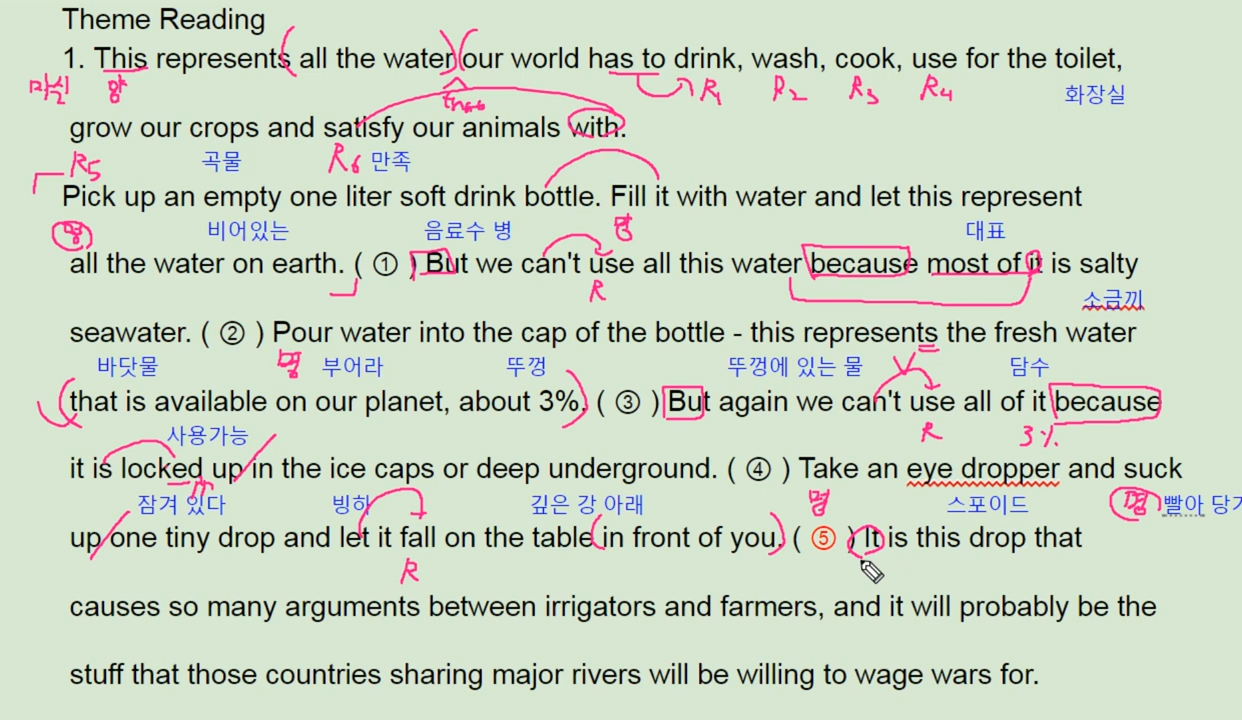 Theme Reading
1. This represents all the water our world has to drink, wash, cook, use for the toilet,
마실 양 that R1 R2 R3 R4 화장실
grow our crops and satisfy our animals with.
R5 곡물 R6 만족
Pick up an empty one liter soft drink bottle. Fill it with water and let this represent
명 비어있는 음료수 병 명 대표
all the water on earth. ( ① ) But we can't use all this water because most of it is salty
R 소금끼
seawater. ( ② ) Pour water into the cap of the bottle - this represents the fresh water
바닷물 명 부어라 뚜껑 뚜껑에 있는 물 담수
that is available on our planet, about 3%. ( ③ ) But again we can't use all of it because
사용가능 R 3%
it is locked up in the ice caps or deep underground. ( ④ ) Take an eye dropper and suck
잠겨 있다 빙하 깊은 강 아래 명 스포이드 명 빨아 당기
up one tiny drop and let it fall on the table in front of you. ( ⑤ ) It is this drop that
R
causes so many arguments between irrigators and farmers, and it will probably be the
stuff that those countries sharing major rivers will be willing to wage wars for.